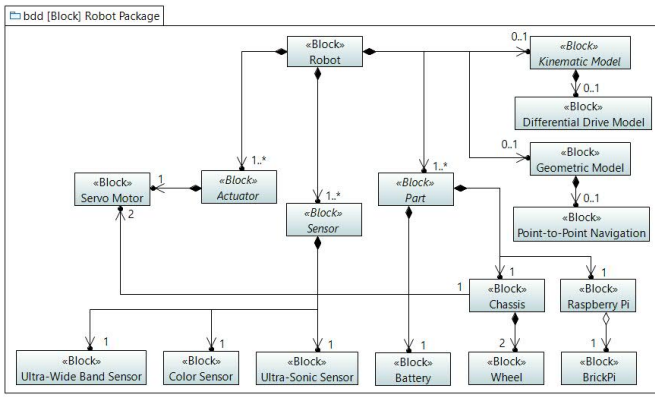 bdd [Block] Robot Package
«Block»
Robot
0..1
«Block»
Kinematic Model
0..1
«Block»
Differential Drive Model
0..1
«Block»
Geometric Model
0..1
«Block»
Point-to-Point Navigation
1..*
«Block»
Actuator
1
«Block»
Servo Motor
2
1..*
«Block»
Sensor
1..*
«Block»
Part
1
1
«Block»
Chassis
1
«Block»
Raspberry Pi
1
«Block»
Ultra-Wide Band Sensor
1
«Block»
Color Sensor
1
«Block»
Ultra-Sonic Sensor
1
«Block»
Battery
2
«Block»
Wheel
1
«Block»
BrickPi